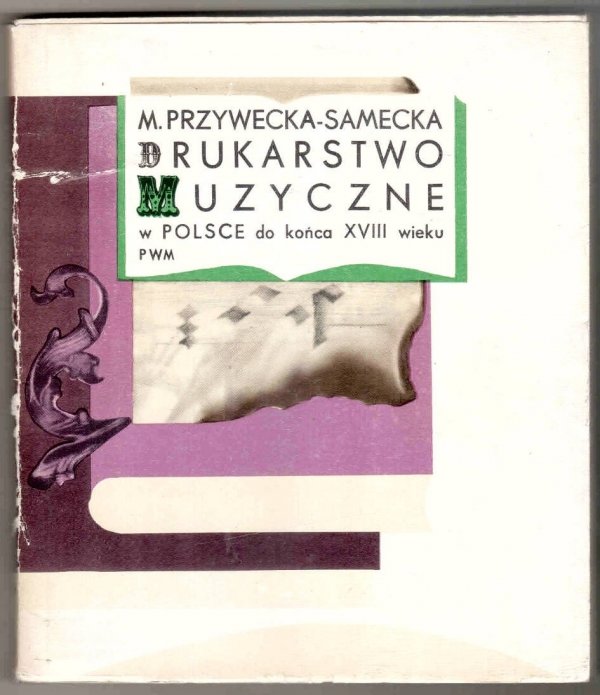 M. PRZYWECKA-SAMECKA
DRUKARSTWO
MUZYCZNE
w POLSCE do końca XVIII wieku
PWM